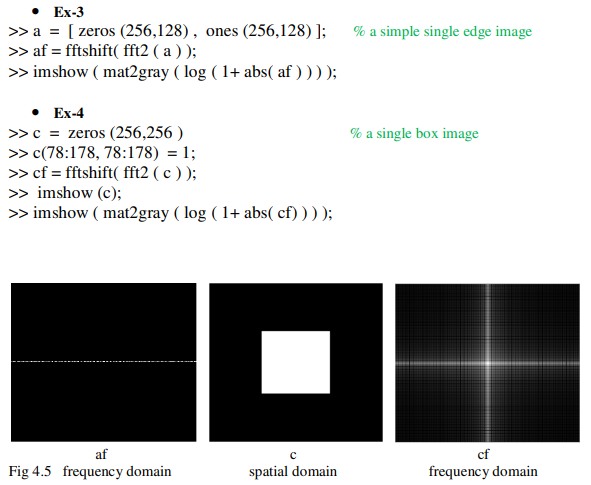 • Ex-3
>> a = [ zeros (256,128) , ones (256,128) ]; % a simple single edge image
>> af = fftshift( fft2 ( a ) );
>> imshow ( mat2gray ( log ( 1+ abs( af ) ) ) );
• Ex-4
>> c = zeros (256,256 ) % a single box image
>> c(78:178, 78:178) = 1;
>> cf = fftshift( fft2 ( c ) );
>> imshow (c);
>> imshow ( mat2gray ( log ( 1+ abs( cf) ) ) );
af c cf
Fig 4.5 frequency domain spatial domain frequency domain